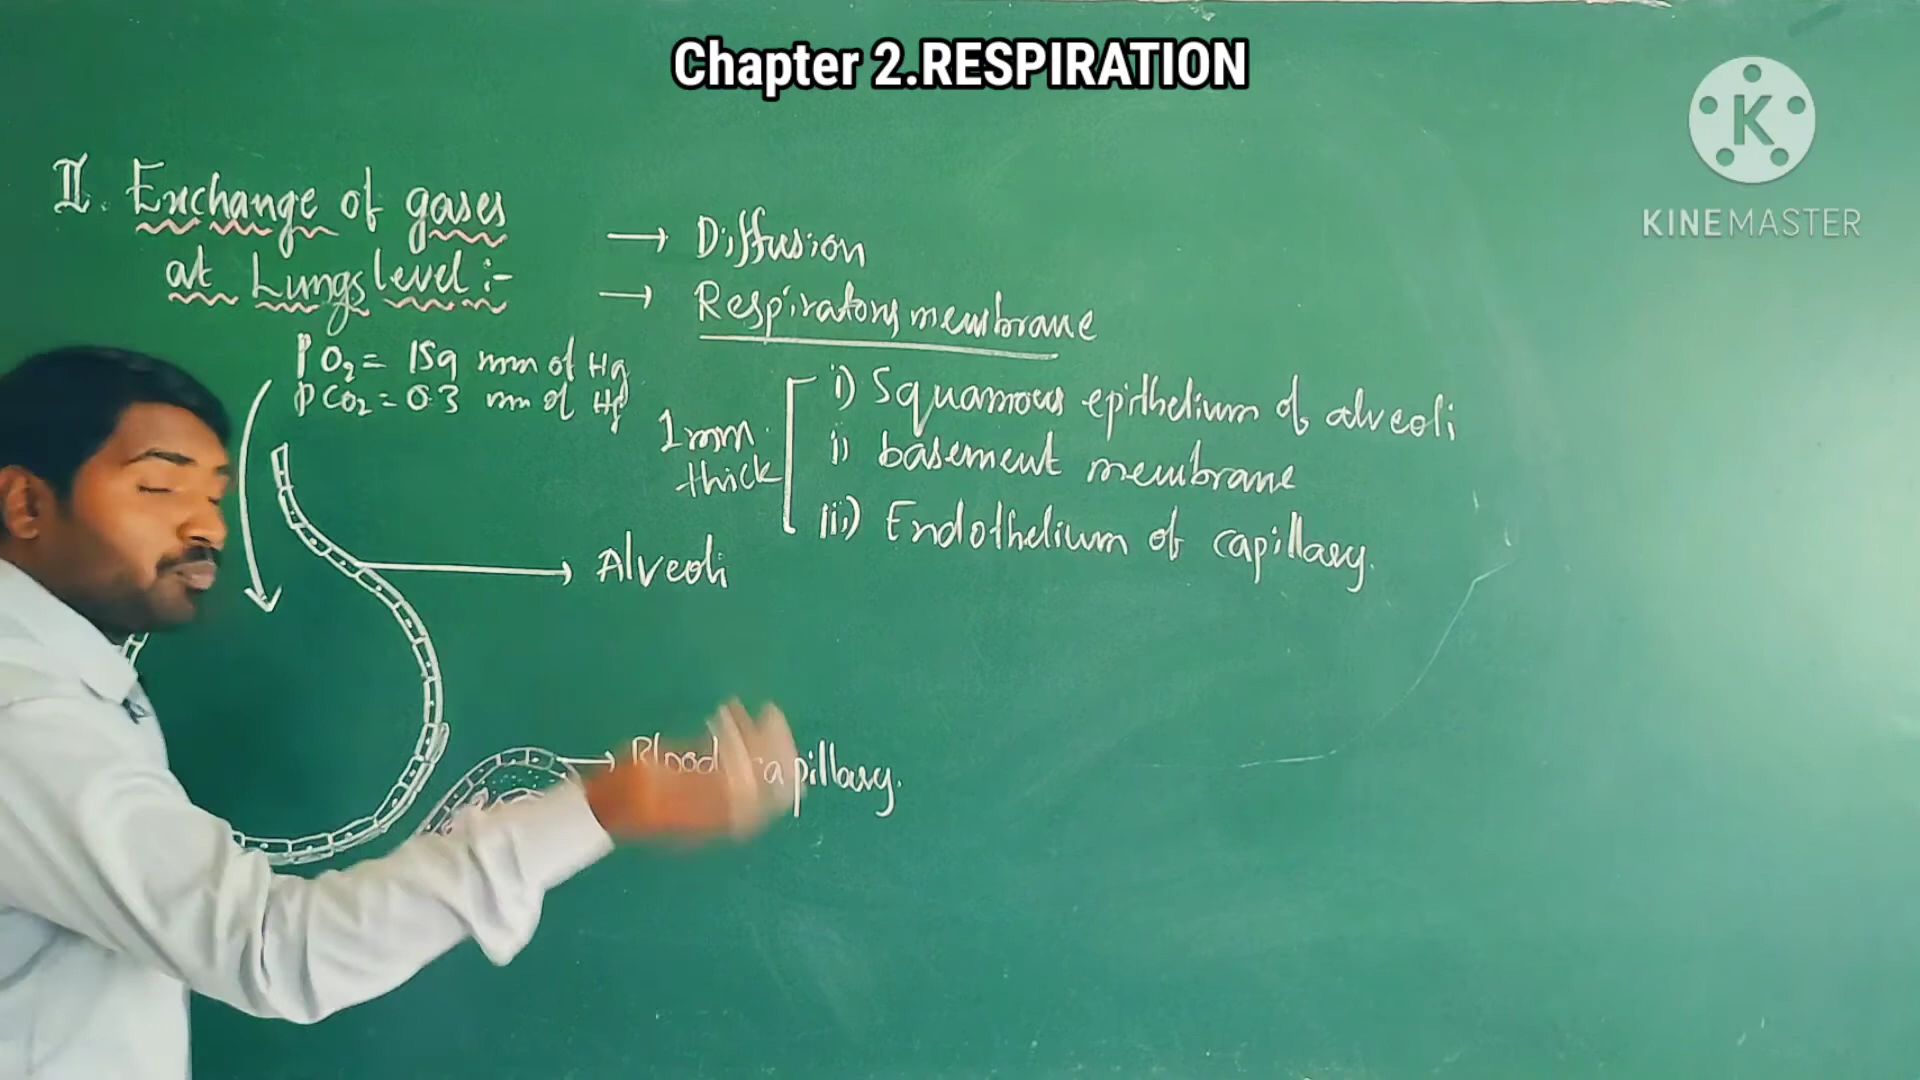 Chapter 2.RESPIRATION
KINEMASTER
II. Exchange of gases
at Lungs level:-
→ Diffusion
→ Respiratory membrane
pO₂ = 159 mm of Hg
pCO₂ = 0.3 mm of Hg
1mm thick
i) Squamous epithelium of alveoli
i) basement membrane
iii) Endothelium of capillary.
Alveoli
Blood capillary.